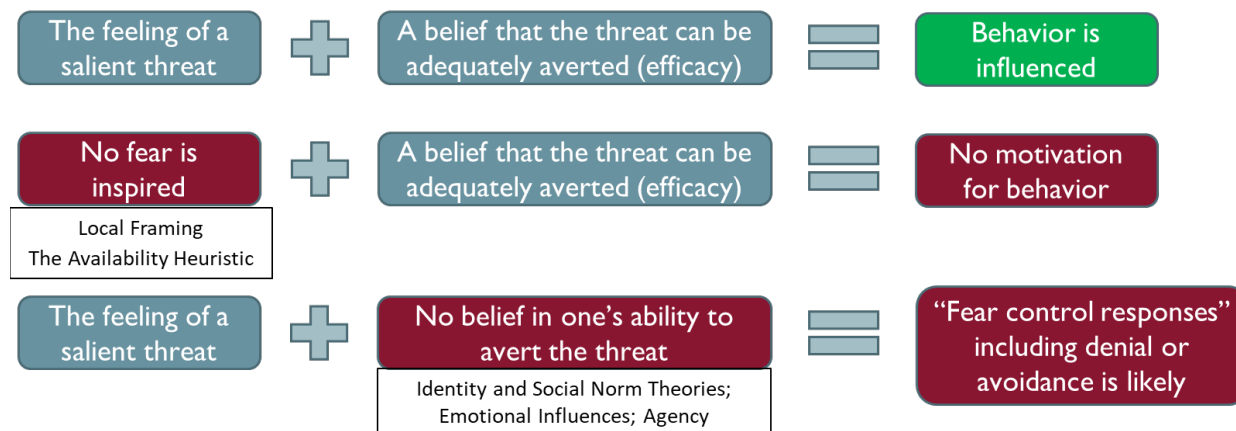 The feeling of a
salient threat
A belief that the threat can be
adequately averted (efficacy)
Behavior is
influenced
No fear is
inspired
A belief that the threat can be
adequately averted (efficacy)
No motivation
for behavior
Local Framing
The Availability Heuristic
The feeling of a
salient threat
No belief in one's ability to
avert the threat
"Fear control responses"
including denial or
avoidance is likely
Identity and Social Norm Theories;
Emotional Influences; Agency